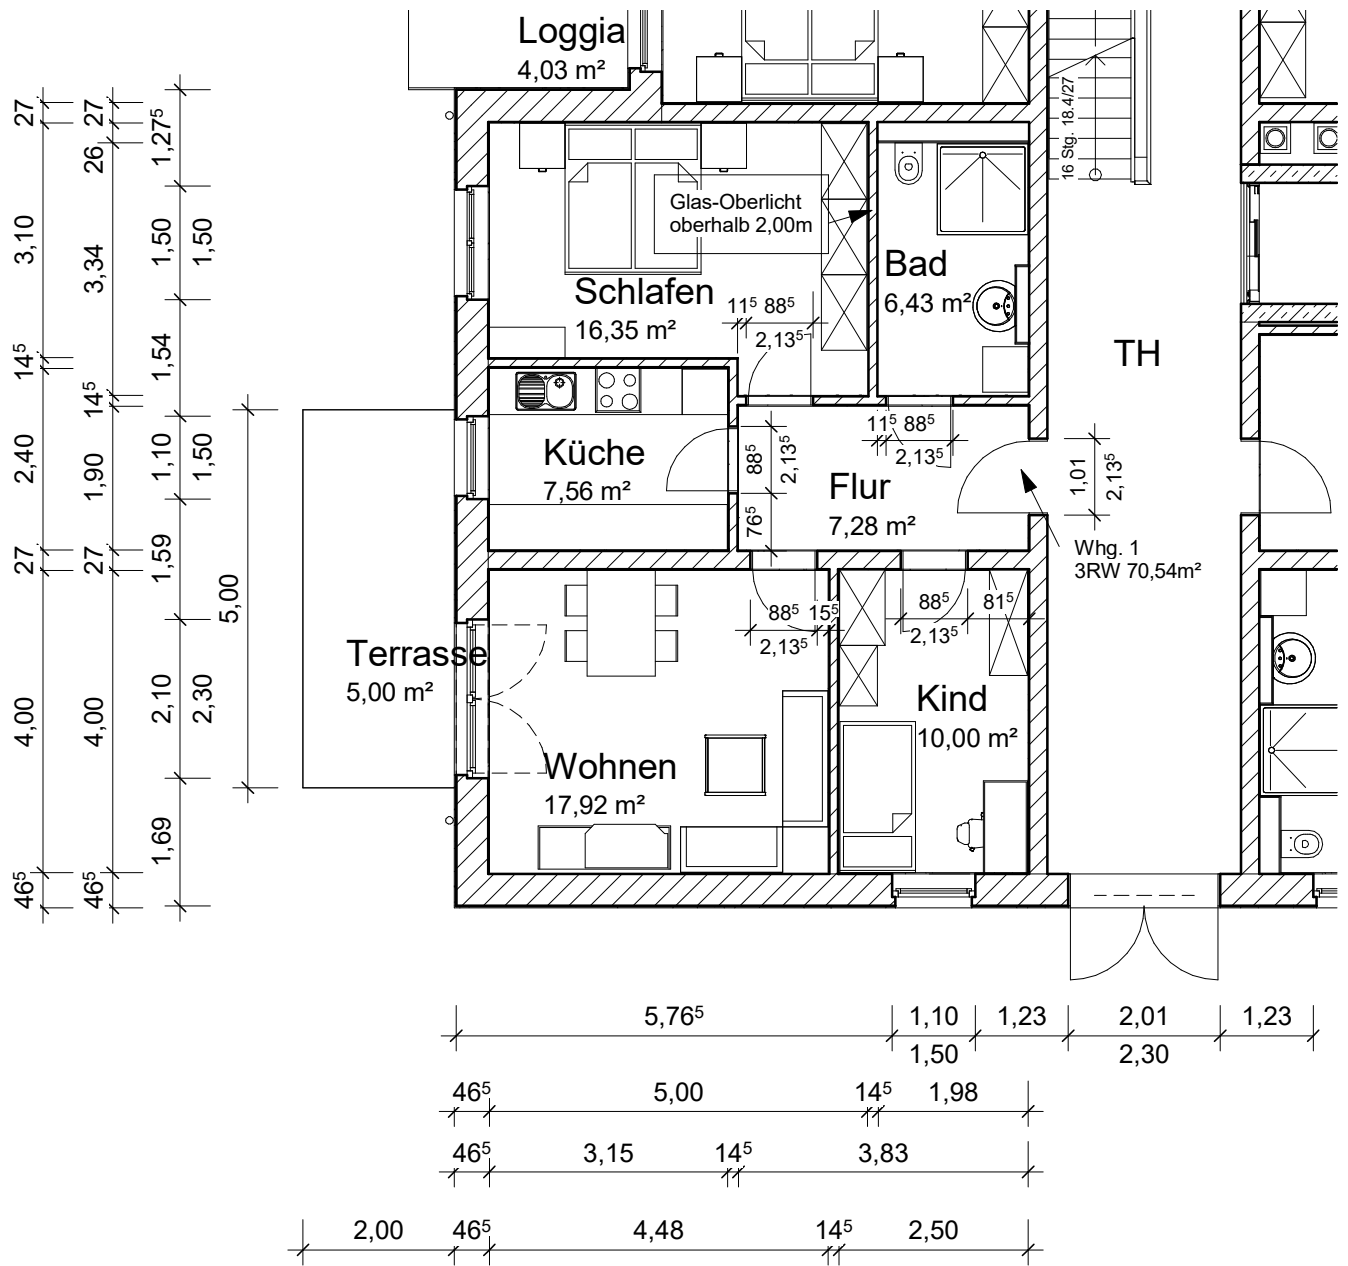 Loggia
4,03 m²
16 Stg. 18.4/27
Glas-Oberlicht
oberhalb 2,00m
Schlafen
16,35 m²
Bad
6,43 m²
11⁵ 88⁵
2,13⁵
TH
Küche
7,56 m²
88⁵
2,13⁵
76⁵
11⁵ 88⁵
2,13⁵
Flur
7,28 m²
1,01
2,13⁵
Whg. 1
3RW 70,54m²
Terrasse
5,00 m²
88⁵ 15⁵
2,13⁵
88⁵ 81⁵
2,13⁵
Kind
10,00 m²
Wohnen
17,92 m²
27
3,10
14⁵
2,40
27
4,00
46⁵
27
26
3,34
14⁵
1,90
27
4,00
46⁵
1,27⁵
1,50
1,50
1,54
1,10
1,50
1,59
2,10
2,30
1,69
5,00
5,76⁵ 1,10 1,23 2,01 1,23
1,50 2,30
46⁵ 5,00 14⁵ 1,98
46⁵ 3,15 14⁵ 3,83
2,00 46⁵ 4,48 14⁵ 2,50